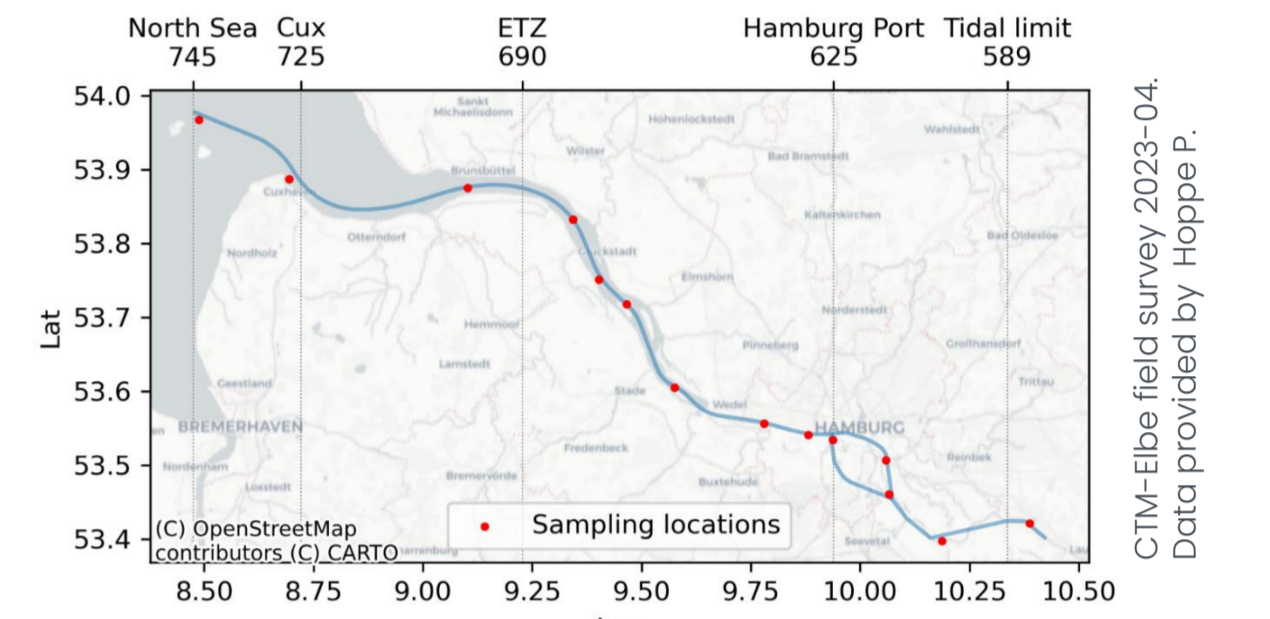 North Sea Cux ETZ Hamburg Port Tidal limit
745 725 690 625 589
54.0
53.9
53.8
53.7
53.6
53.5
53.4
Lat
Sankt
Michaelisdonn
Hohenlockstedt
Wahlstedt
Wilster
Bad Bramstedt
Brunsbüttel
Cuxhaven
Kaltenkirchen
Otterndorf
Bad Oldesloe
Nordholz
Glückstadt
Elmshorn
Norderstedt
Hemmoor
Pinneberg
Großhansdorf
Lamstedt
Geestland
Stade
Trittau
Wedel
BREMERHAVEN
HAMBURG
en
Fredenbeck
Reinbek
Nordenham
Bremervörde
Buxtehude
Loxstedt
Seevetal
Lau
Sampling locations
(C) OpenStreetMap
contributors (C) CARTO
8.50 8.75 9.00 9.25 9.50 9.75 10.00 10.25 10.50
CTM-Elbe field survey 2023-04.
Data provided by Hoppe P.